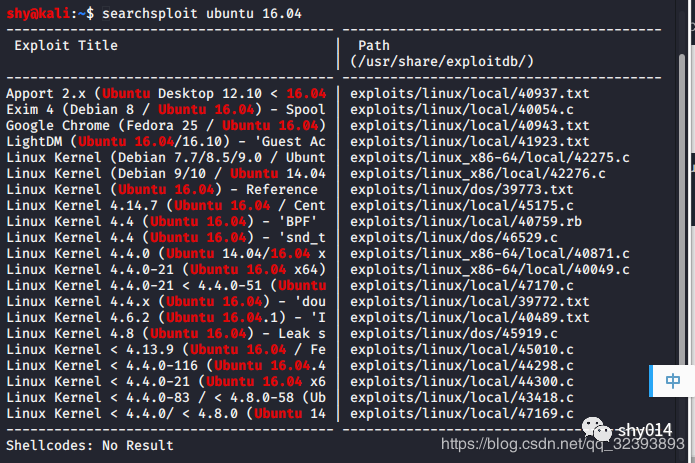 shy@kali:~$ searchsploit ubuntu 16.04
---------------------------------------- ----------------------------------------
 Exploit Title | Path
 | (/usr/share/exploitdb/)
---------------------------------------- ----------------------------------------
Apport 2.x (Ubuntu Desktop 12.10 < 16.04 | exploits/linux/local/40937.txt
Exim 4 (Debian 8 / Ubuntu 16.04) - Spool | exploits/linux/local/40054.c
Google Chrome (Fedora 25 / Ubuntu 16.04) | exploits/linux/local/40943.txt
LightDM (Ubuntu 16.04/16.10) - 'Guest Ac | exploits/linux/local/41923.txt
Linux Kernel (Debian 7.7/8.5/9.0 / Ubunt | exploits/linux_x86-64/local/42275.c
Linux Kernel (Debian 9/10 / Ubuntu 14.04 | exploits/linux_x86/local/42276.c
Linux Kernel (Ubuntu 16.04) - Reference | exploits/linux/dos/39773.txt
Linux Kernel 4.14.7 (Ubuntu 16.04 / Cent | exploits/linux/local/45175.c
Linux Kernel 4.4 (Ubuntu 16.04) - 'BPF' | exploits/linux/local/40759.rb
Linux Kernel 4.4 (Ubuntu 16.04) - 'snd_t | exploits/linux/dos/46529.c
Linux Kernel 4.4.0 (Ubuntu 14.04/16.04 x | exploits/linux_x86-64/local/40871.c
Linux Kernel 4.4.0-21 (Ubuntu 16.04 x64) | exploits/linux_x86-64/local/40049.c
Linux Kernel 4.4.0-21 < 4.4.0-51 (Ubuntu | exploits/linux/local/47170.c
Linux Kernel 4.4.x (Ubuntu 16.04) - 'dou | exploits/linux/local/39772.txt
Linux Kernel 4.6.2 (Ubuntu 16.04.1) - 'I | exploits/linux/local/40489.txt
Linux Kernel 4.8 (Ubuntu 16.04) - Leak s | exploits/linux/dos/45919.c
Linux Kernel < 4.13.9 (Ubuntu 16.04 / Fe | exploits/linux/local/45010.c
Linux Kernel < 4.4.0-116 (Ubuntu 16.04.4 | exploits/linux/local/44298.c
Linux Kernel < 4.4.0-21 (Ubuntu 16.04 x6 | exploits/linux/local/44300.c
Linux Kernel < 4.4.0-83 / < 4.8.0-58 (Ub | exploits/linux/local/43418.c
Linux Kernel < 4.4.0/ < 4.8.0 (Ubuntu 14 | exploits/linux/local/47169.c
---------------------------------------- ----------------------------------------
Shellcodes: No Result
中
shy014
https://blog.csdn.net/qq_32393893